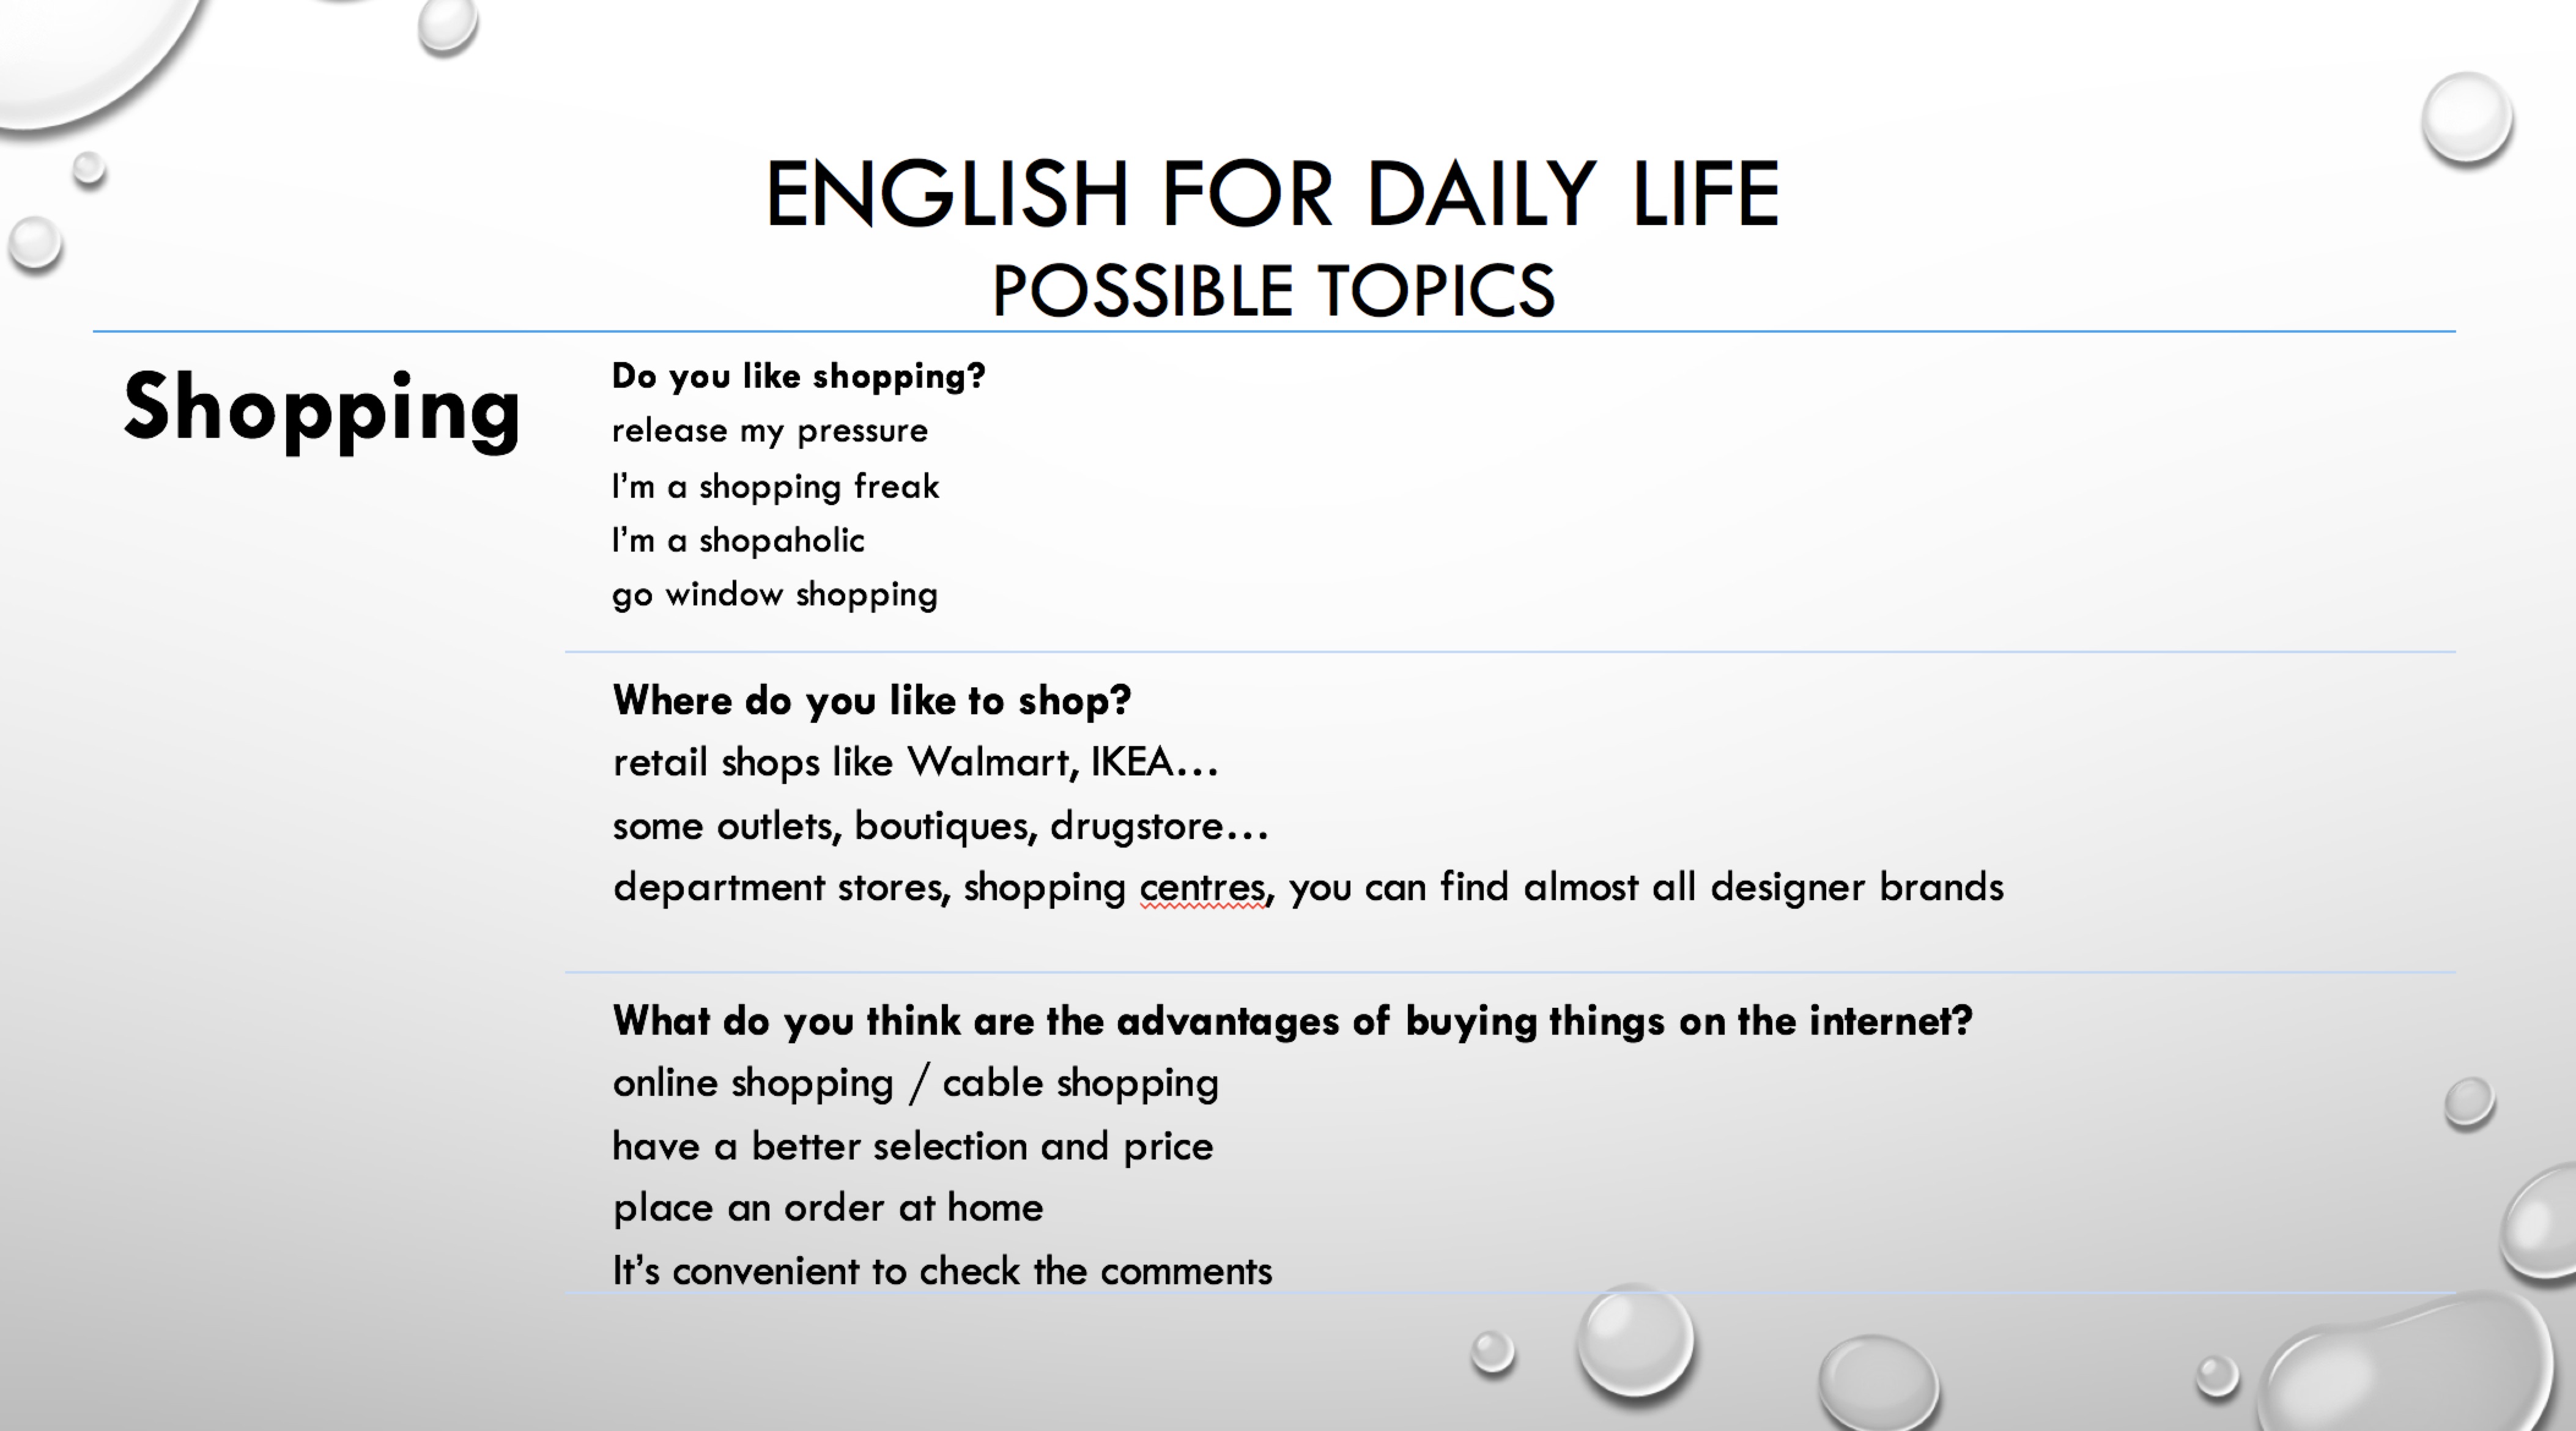 ENGLISH FOR DAILY LIFE
POSSIBLE TOPICS
Shopping
Do you like shopping?
release my pressure
I'm a shopping freak
I'm a shopaholic
go window shopping
Where do you like to shop?
retail shops like Walmart, IKEA…
some outlets, boutiques, drugstore…
department stores, shopping centres, you can find almost all designer brands
What do you think are the advantages of buying things on the internet?
online shopping / cable shopping
have a better selection and price
place an order at home
It's convenient to check the comments